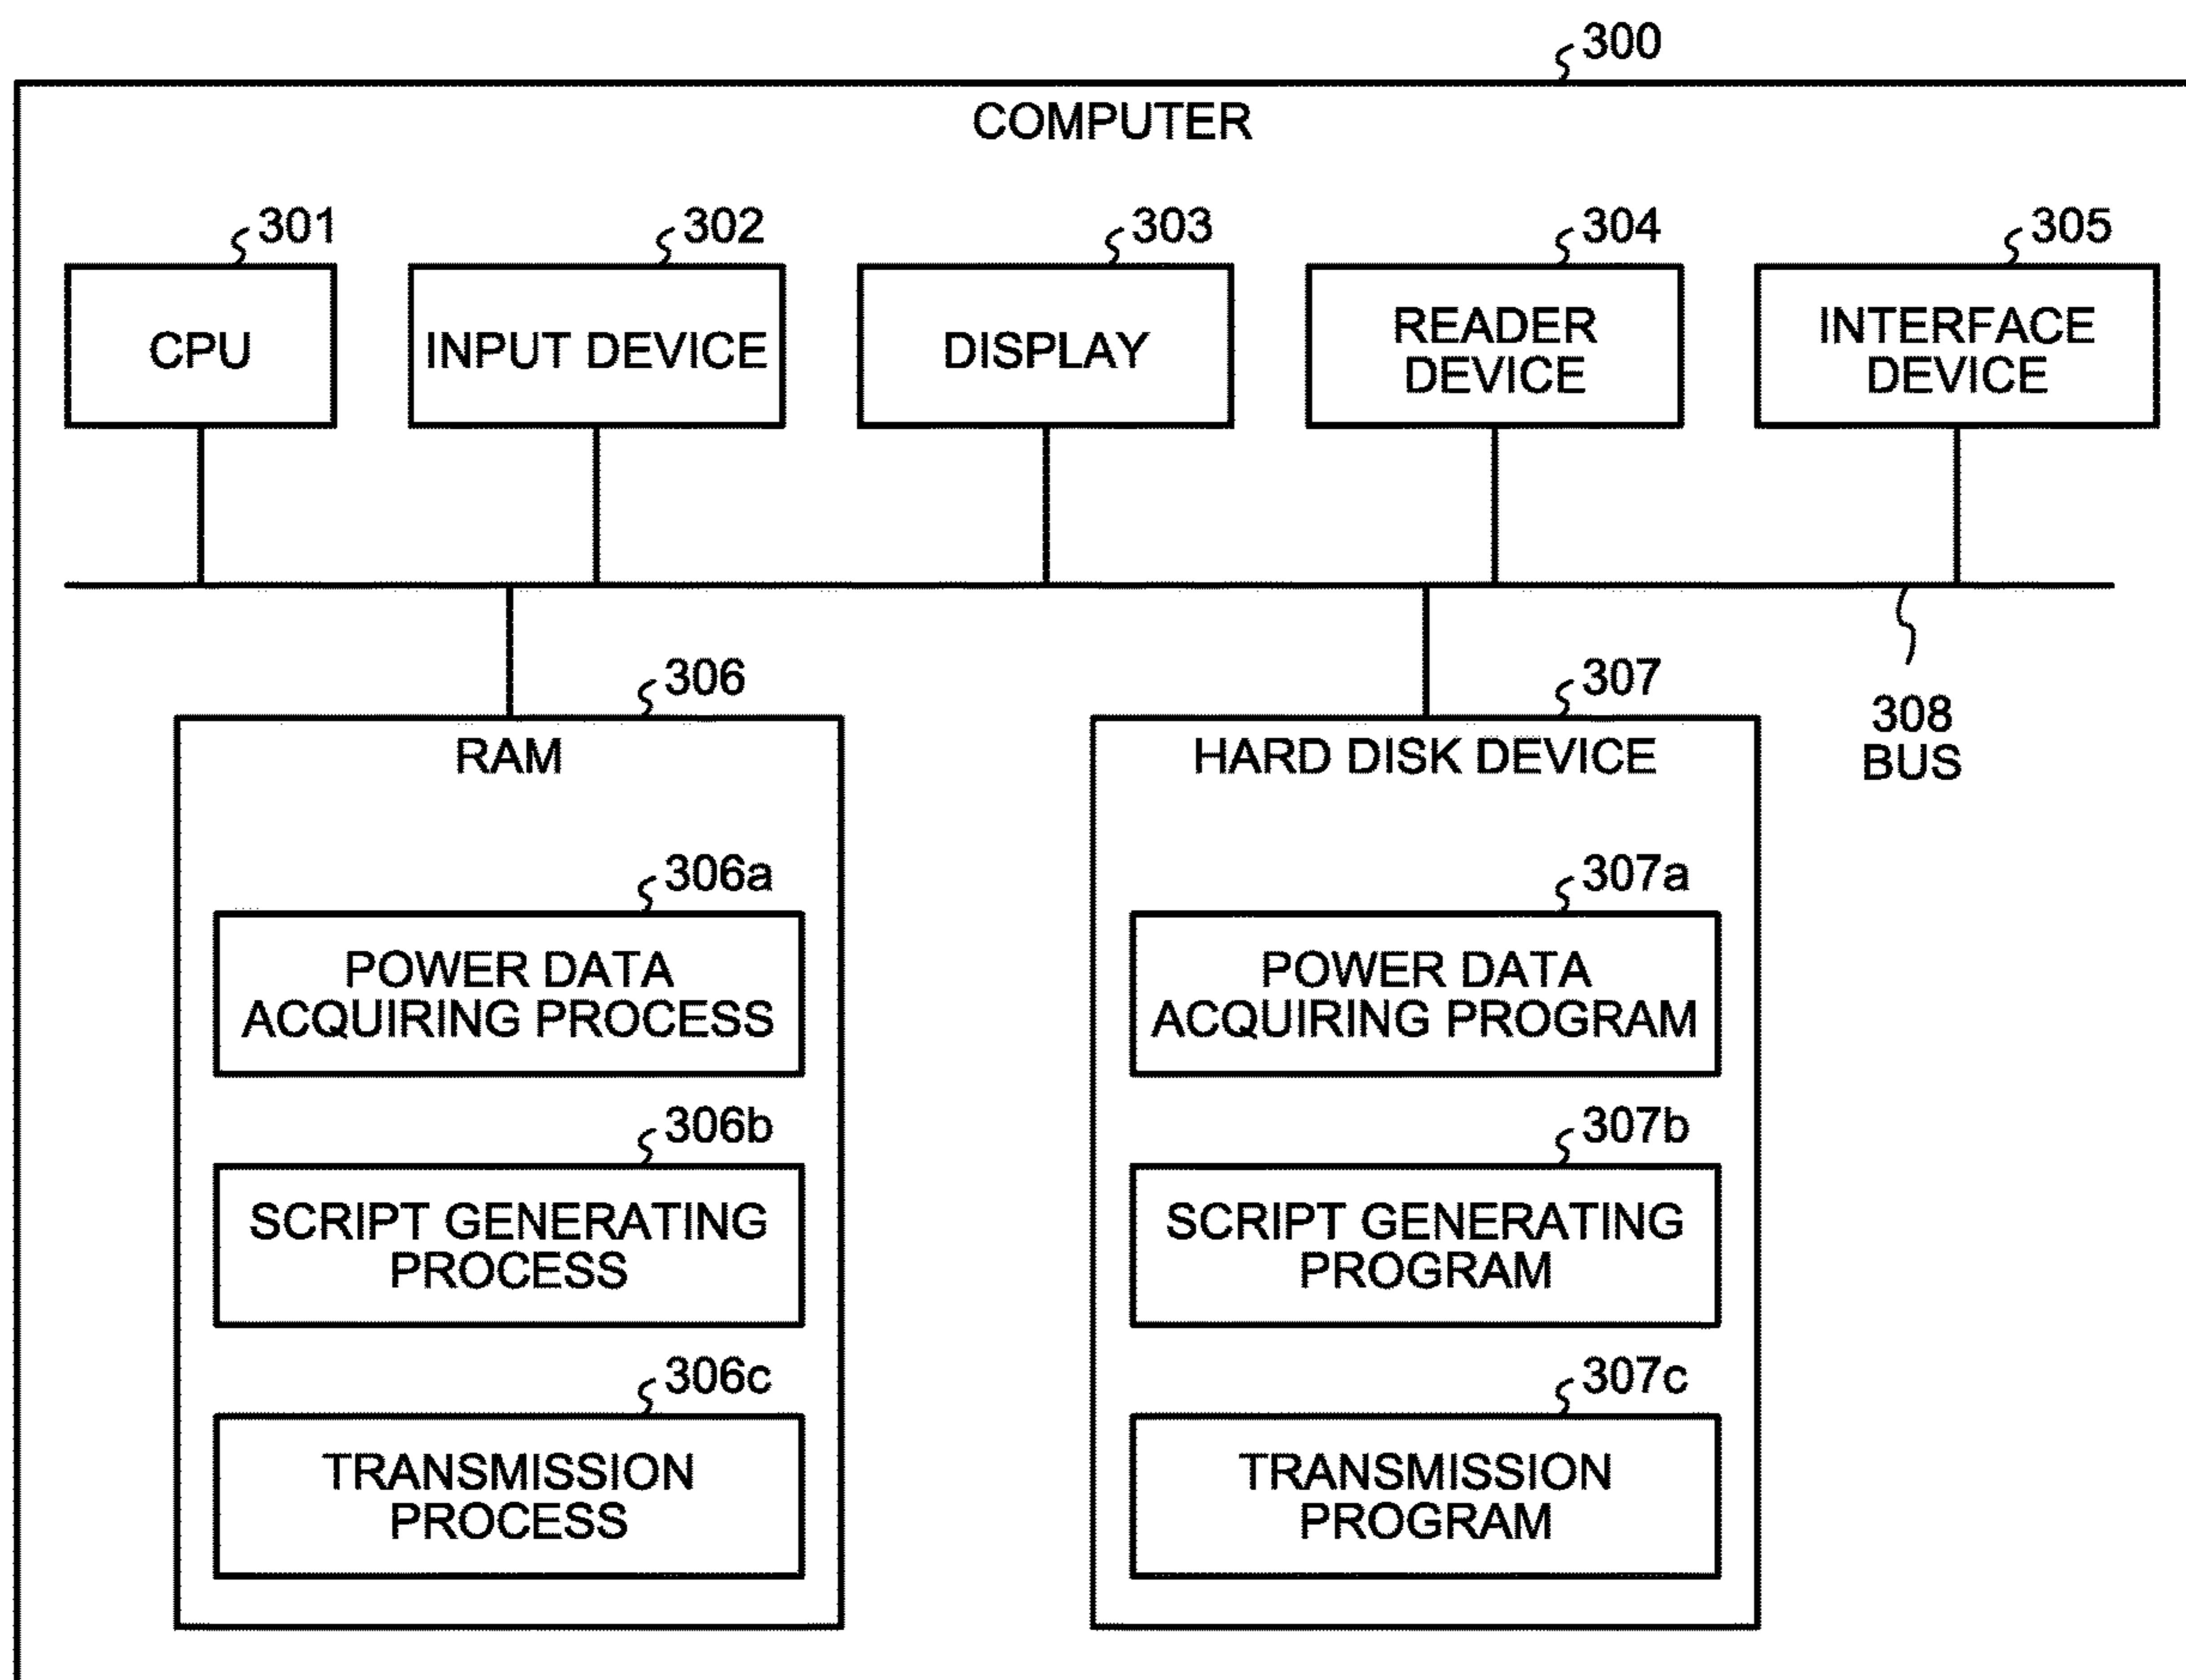 300
COMPUTER
301
302
303
304
305
CPU
INPUT DEVICE
DISPLAY
READER
DEVICE
INTERFACE
DEVICE
306
307
308
BUS
RAM
HARD DISK DEVICE
306a
POWER DATA
ACQUIRING PROCESS
306b
SCRIPT GENERATING
PROCESS
306c
TRANSMISSION
PROCESS
307a
POWER DATA
ACQUIRING PROGRAM
307b
SCRIPT GENERATING
PROGRAM
307c
TRANSMISSION
PROGRAM